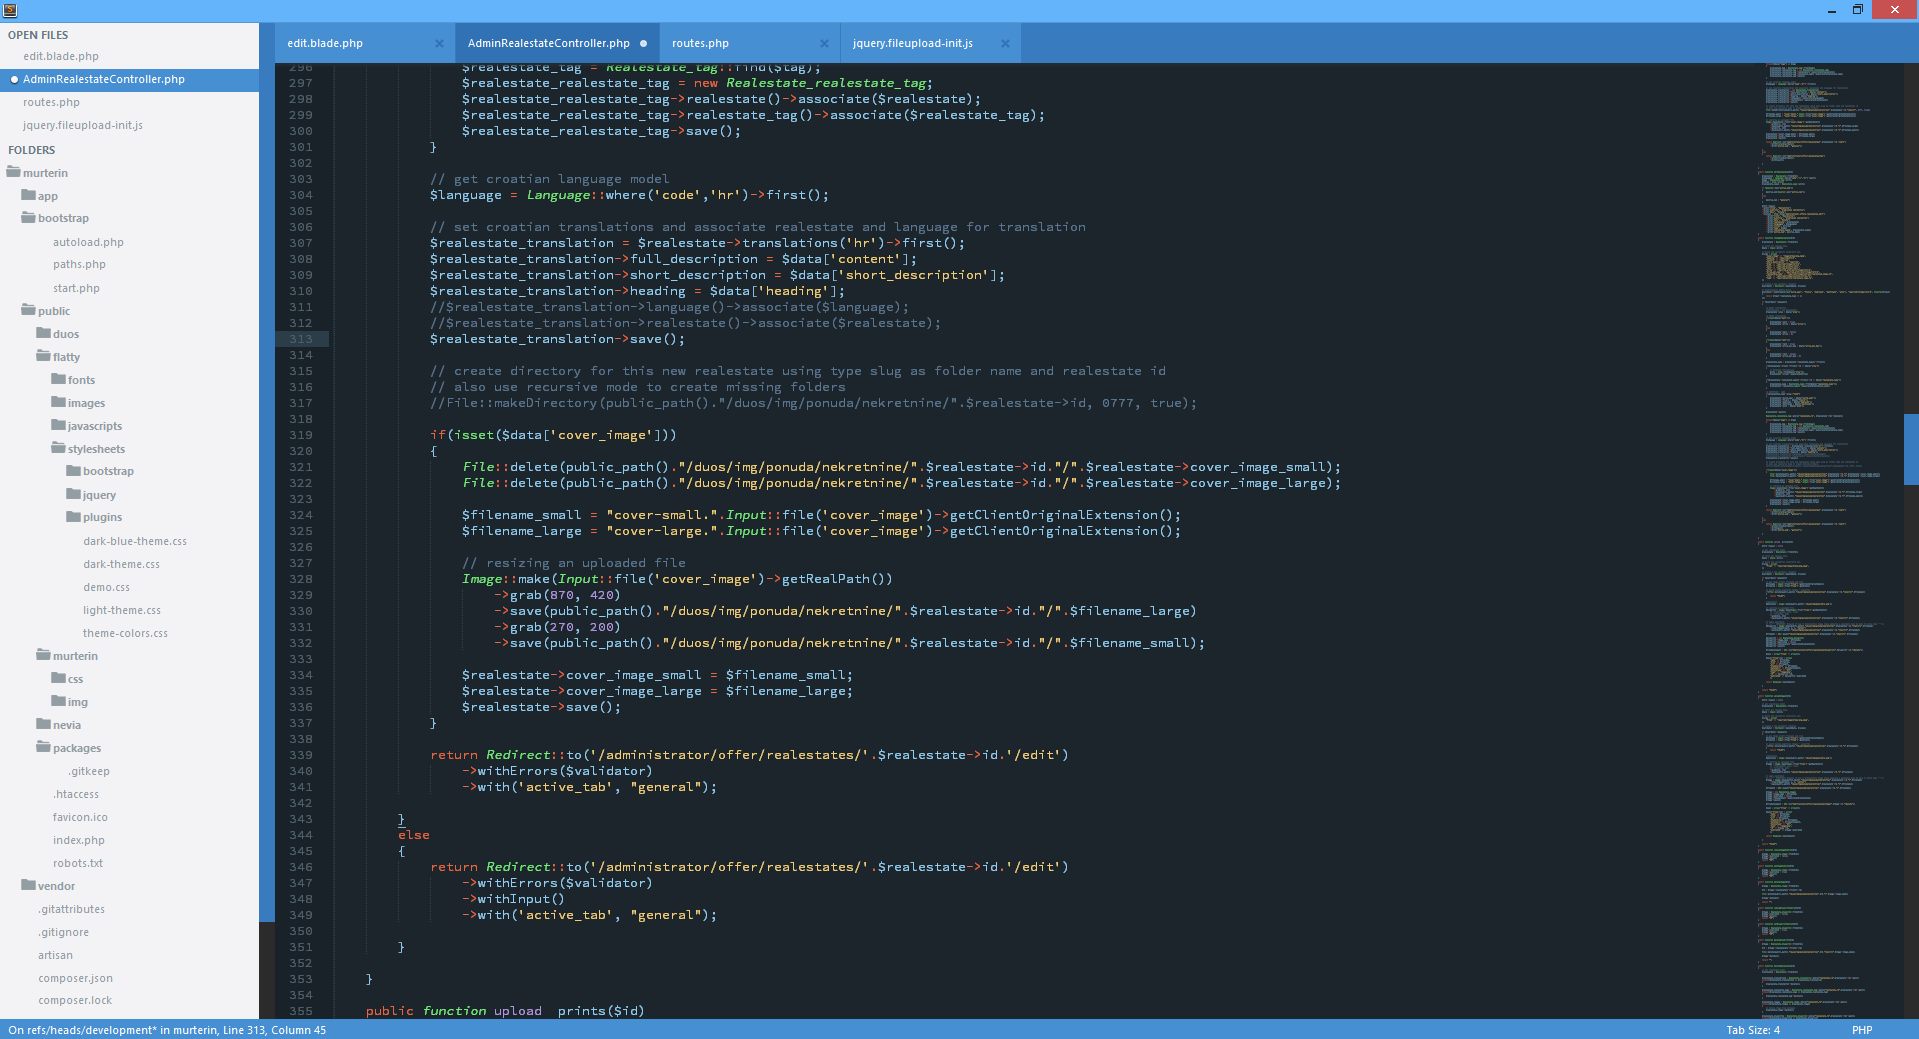 OPEN FILES
edit.blade.php
AdminRealestateController.php
routes.php
jquery.fileupload-init.js
FOLDERS
murterin
app
bootstrap
autoload.php
paths.php
start.php
public
duos
flatty
fonts
images
javascripts
stylesheets
bootstrap
jquery
plugins
dark-blue-theme.css
dark-theme.css
demo.css
light-theme.css
theme-colors.css
murterin
css
img
nevia
packages
.gitkeep
.htaccess
favicon.ico
index.php
robots.txt
vendor
.gitattributes
.gitignore
artisan
composer.json
composer.lock
edit.blade.php AdminRealestateController.php routes.php jquery.fileupload-init.js
296 $realestate_tag = Realestate_tag::find($tag);
297 $realestate_realestate_tag = new Realestate_realestate_tag;
298 $realestate_realestate_tag->realestate()->associate($realestate);
299 $realestate_realestate_tag->realestate_tag()->associate($realestate_tag);
300 $realestate_realestate_tag->save();
301 }
302
303 // get croatian language model
304 $language = Language::where('code','hr')->first();
305
306 // set croatian translations and associate realestate and language for translation
307 $realestate_translation = $realestate->translations('hr')->first();
308 $realestate_translation->full_description = $data['content'];
309 $realestate_translation->short_description = $data['short_description'];
310 $realestate_translation->heading = $data['heading'];
311 //$realestate_translation->language()->associate($language);
312 //$realestate_translation->realestate()->associate($realestate);
313 $realestate_translation->save();
314
315 // create directory for this new realestate using type slug as folder name and realestate id
316 // also use recursive mode to create missing folders
317 //File::makeDirectory(public_path()."/duos/img/ponuda/nekretnine/".$realestate->id, 0777, true);
318
319 if(isset($data['cover_image']))
320 {
321 File::delete(public_path()."/duos/img/ponuda/nekretnine/".$realestate->id."/".$realestate->cover_image_small);
322 File::delete(public_path()."/duos/img/ponuda/nekretnine/".$realestate->id."/".$realestate->cover_image_large);
323
324 $filename_small = "cover-small.".Input::file('cover_image')->getClientOriginalExtension();
325 $filename_large = "cover-large.".Input::file('cover_image')->getClientOriginalExtension();
326
327 // resizing an uploaded file
328 Image::make(Input::file('cover_image')->getRealPath())
329 ->grab(870, 420)
330 ->save(public_path()."/duos/img/ponuda/nekretnine/".$realestate->id."/".$filename_large)
331 ->grab(270, 200)
332 ->save(public_path()."/duos/img/ponuda/nekretnine/".$realestate->id."/".$filename_small);
333
334 $realestate->cover_image_small = $filename_small;
335 $realestate->cover_image_large = $filename_large;
336 $realestate->save();
337 }
338
339 return Redirect::to('/administrator/offer/realestates/'.$realestate->id.'/edit')
340 ->withErrors($validator)
341 ->with('active_tab', "general");
342
343 }
344 else
345 {
346 return Redirect::to('/administrator/offer/realestates/'.$realestate->id.'/edit')
347 ->withErrors($validator)
348 ->withInput()
349 ->with('active_tab', "general");
350
351 }
352
353 }
354
355 public function upload_prints($id)
On refs/heads/development* in murterin, Line 313, Column 45 Tab Size: 4 PHP